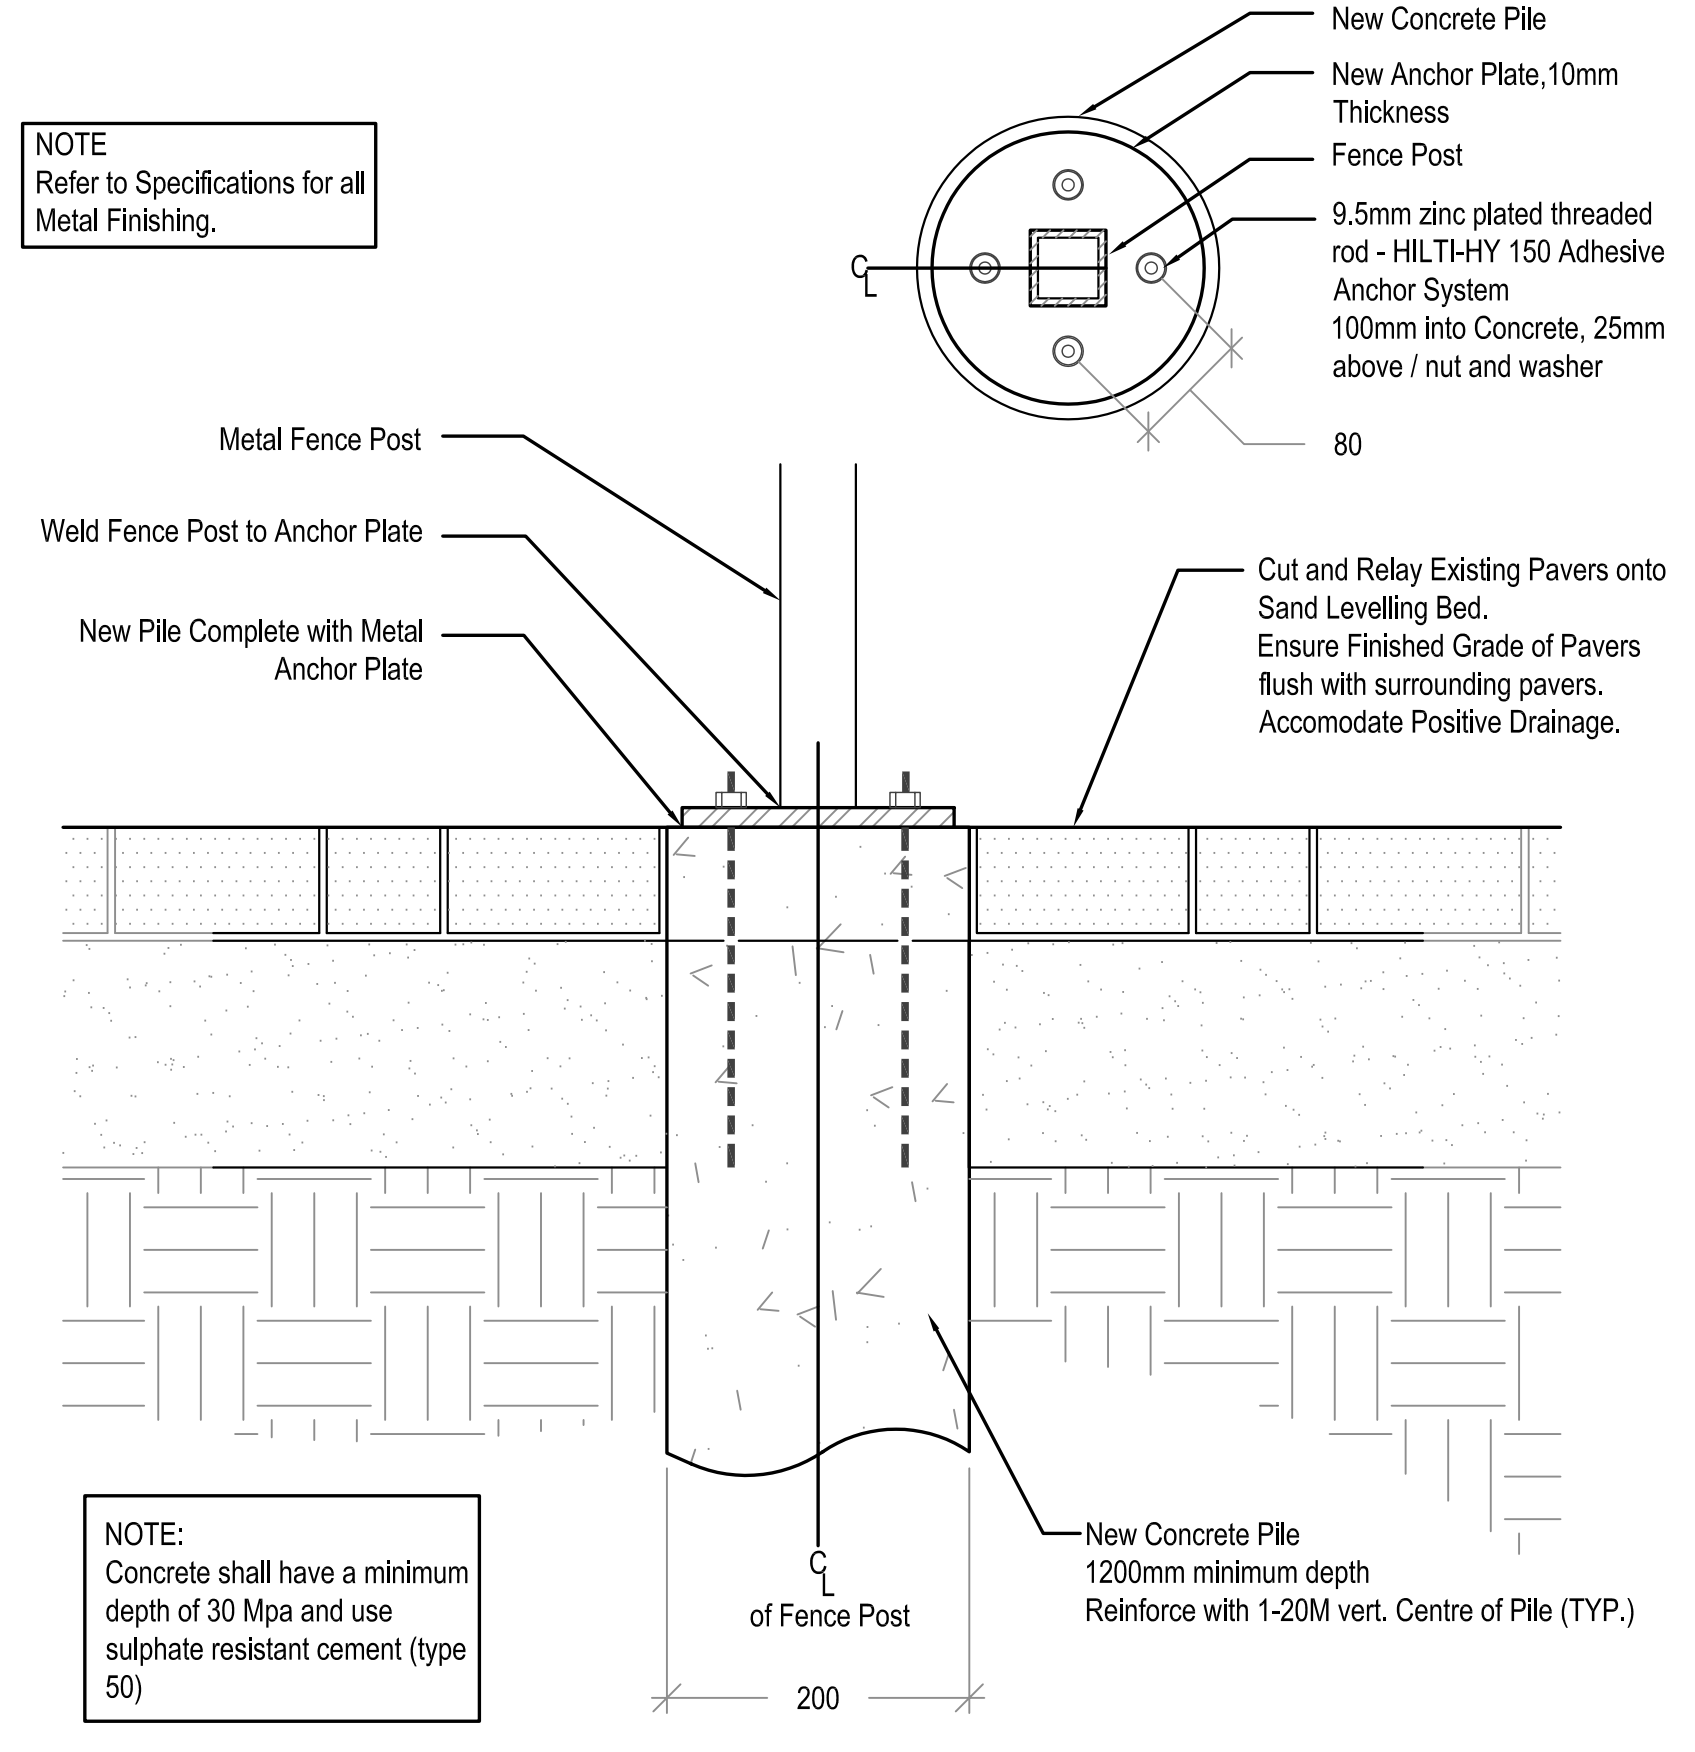 New Concrete Pile
New Anchor Plate,10mm
Thickness
Fence Post
9.5mm zinc plated threaded
rod - HILTI-HY 150 Adhesive
Anchor System
100mm into Concrete, 25mm
above / nut and washer
80
CL
NOTE
Refer to Specifications for all
Metal Finishing.
Metal Fence Post
Weld Fence Post to Anchor Plate
New Pile Complete with Metal
Anchor Plate
Cut and Relay Existing Pavers onto
Sand Levelling Bed.
Ensure Finished Grade of Pavers
flush with surrounding pavers.
Accomodate Positive Drainage.
NOTE:
Concrete shall have a minimum
depth of 30 Mpa and use
sulphate resistant cement (type
50)
CL
of Fence Post
200
New Concrete Pile
1200mm minimum depth
Reinforce with 1-20M vert. Centre of Pile (TYP.)